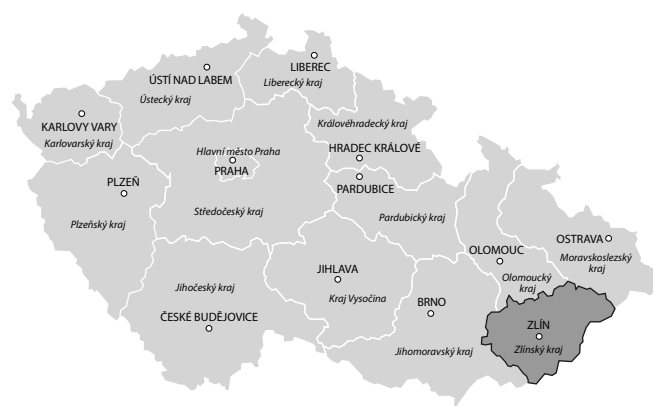 LIBEREC
Liberecký kraj
ÚSTÍ NAD LABEM
Ústecký kraj
KARLOVY VARY
Karlovarský kraj
Královéhradecký kraj
HRADEC KRÁLOVÉ
Hlavní město Praha
PRAHA
PLZEŇ
Plzeňský kraj
Středočeský kraj
PARDUBICE
Pardubický kraj
OLOMOUC
Olomoucký
kraj
OSTRAVA
Moravskoslezský
kraj
JIHLAVA
Kraj Vysočina
Jihočeský kraj
ČESKÉ BUDĚJOVICE
BRNO
Jihomoravský kraj
ZLÍN
Zlínský kraj